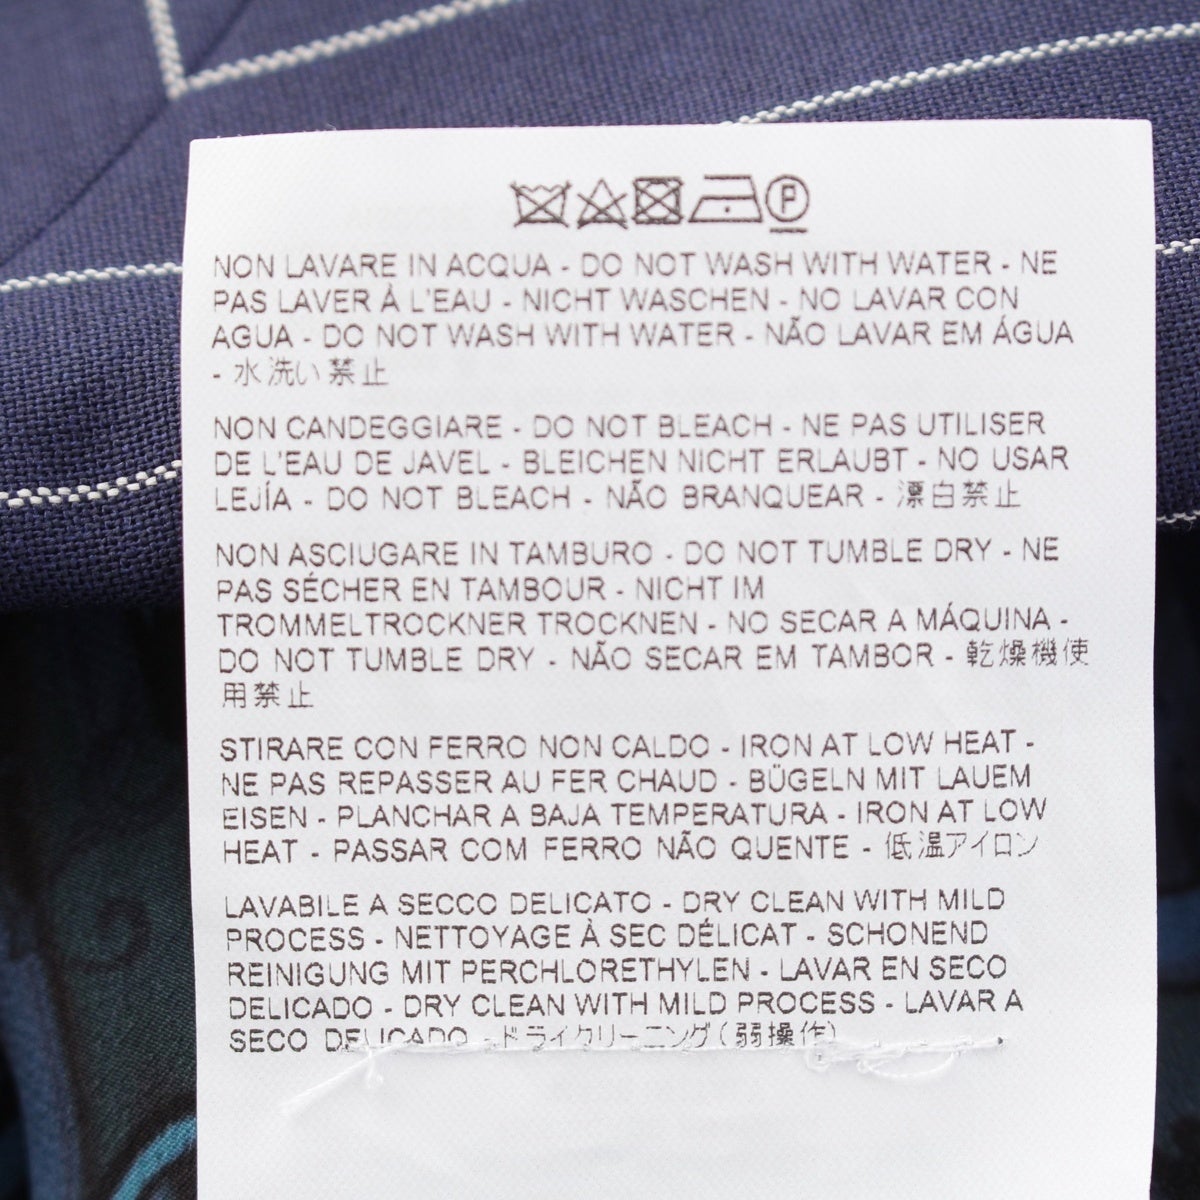 P
NON LAVARE IN ACQUA - DO NOT WASH WITH WATER - NE
PAS LAVER À L'EAU - NICHT WASCHEN - NO LAVAR CON
AGUA - DO NOT WASH WITH WATER - NÃO LAVAR EM ÁGUA
- 水洗い禁止
NON CANDEGGIARE - DO NOT BLEACH - NE PAS UTILISER
DE L'EAU DE JAVEL - BLEICHEN NICHT ERLAUBT - NO USAR
LEJÍA - DO NOT BLEACH - NÃO BRANQUEAR - 漂白禁止
NON ASCIUGARE IN TAMBURO - DO NOT TUMBLE DRY - NE
PAS SÉCHER EN TAMBOUR - NICHT IM
TROMMELTROCKNER TROCKNEN - NO SECAR A MÁQUINA -
DO NOT TUMBLE DRY - NÃO SECAR EM TAMBOR - 乾燥機使
用禁止
STIRARE CON FERRO NON CALDO - IRON AT LOW HEAT -
NE PAS REPASSER AU FER CHAUD - BÜGELN MIT LAUEM
EISEN - PLANCHAR A BAJA TEMPERATURA - IRON AT LOW
HEAT - PASSAR COM FERRO NÃO QUENTE - 低温アイロン
LAVABILE A SECCO DELICATO - DRY CLEAN WITH MILD
PROCESS - NETTOYAGE À SEC DÉLICAT - SCHONEND
REINIGUNG MIT PERCHLORETHYLEN - LAVAR EN SECO
DELICADO - DRY CLEAN WITH MILD PROCESS - LAVAR A
SECO DELICADO - ドライクリーニング(弱操作)